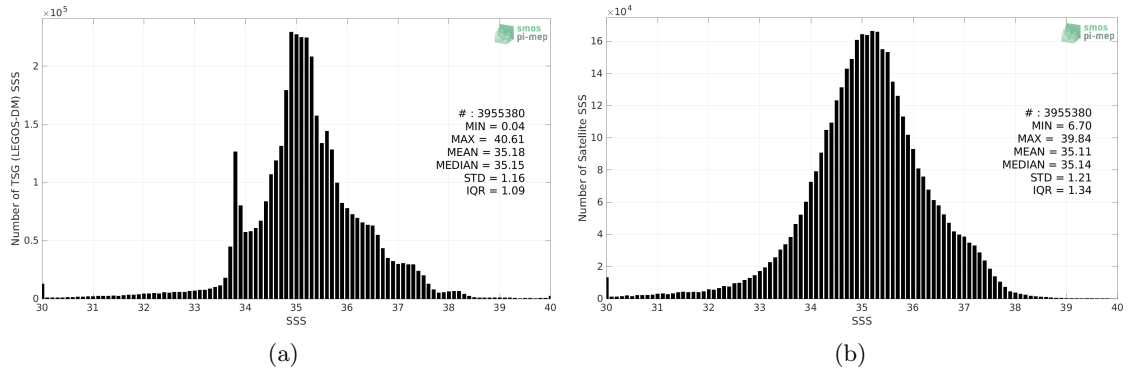 ×10⁵
smos
pi-mep
Number of TSG (LEGOS-DM) SSS
2
1.5
1
0.5
0
# : 3955380
MIN = 0.04
MAX = 40.61
MEAN = 35.18
MEDIAN = 35.15
STD = 1.16
IQR = 1.09
30 31 32 33 34 35 36 37 38 39 40
SSS
(a)
×10⁴
smos
pi-mep
Number of Satellite SSS
16
14
12
10
8
6
4
2
0
# : 3955380
MIN = 6.70
MAX = 39.84
MEAN = 35.11
MEDIAN = 35.14
STD = 1.21
IQR = 1.34
30 31 32 33 34 35 36 37 38 39 40
SSS
(b)